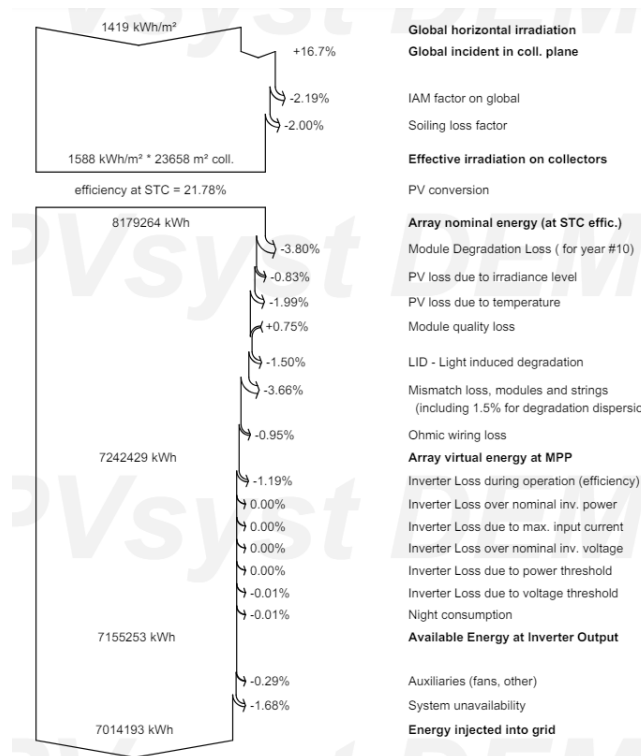 1419 kWh/m² Global horizontal irradiation
+16.7% Global incident in coll. plane
-2.19% IAM factor on global
-2.00% Soiling loss factor
1588 kWh/m² * 23658 m² coll. Effective irradiation on collectors
efficiency at STC = 21.78% PV conversion
8179264 kWh Array nominal energy (at STC effic.)
-3.80% Module Degradation Loss ( for year #10)
-0.83% PV loss due to irradiance level
-1.99% PV loss due to temperature
+0.75% Module quality loss
-1.50% LID - Light induced degradation
-3.66% Mismatch loss, modules and strings
(including 1.5% for degradation dispersio
-0.95% Ohmic wiring loss
7242429 kWh Array virtual energy at MPP
-1.19% Inverter Loss during operation (efficiency)
0.00% Inverter Loss over nominal inv. power
0.00% Inverter Loss due to max. input current
0.00% Inverter Loss over nominal inv. voltage
0.00% Inverter Loss due to power threshold
-0.01% Inverter Loss due to voltage threshold
-0.01% Night consumption
7155253 kWh Available Energy at Inverter Output
-0.29% Auxiliaries (fans, other)
-1.68% System unavailability
7014193 kWh Energy injected into grid
PVsyst DEM
PVsyst DEM